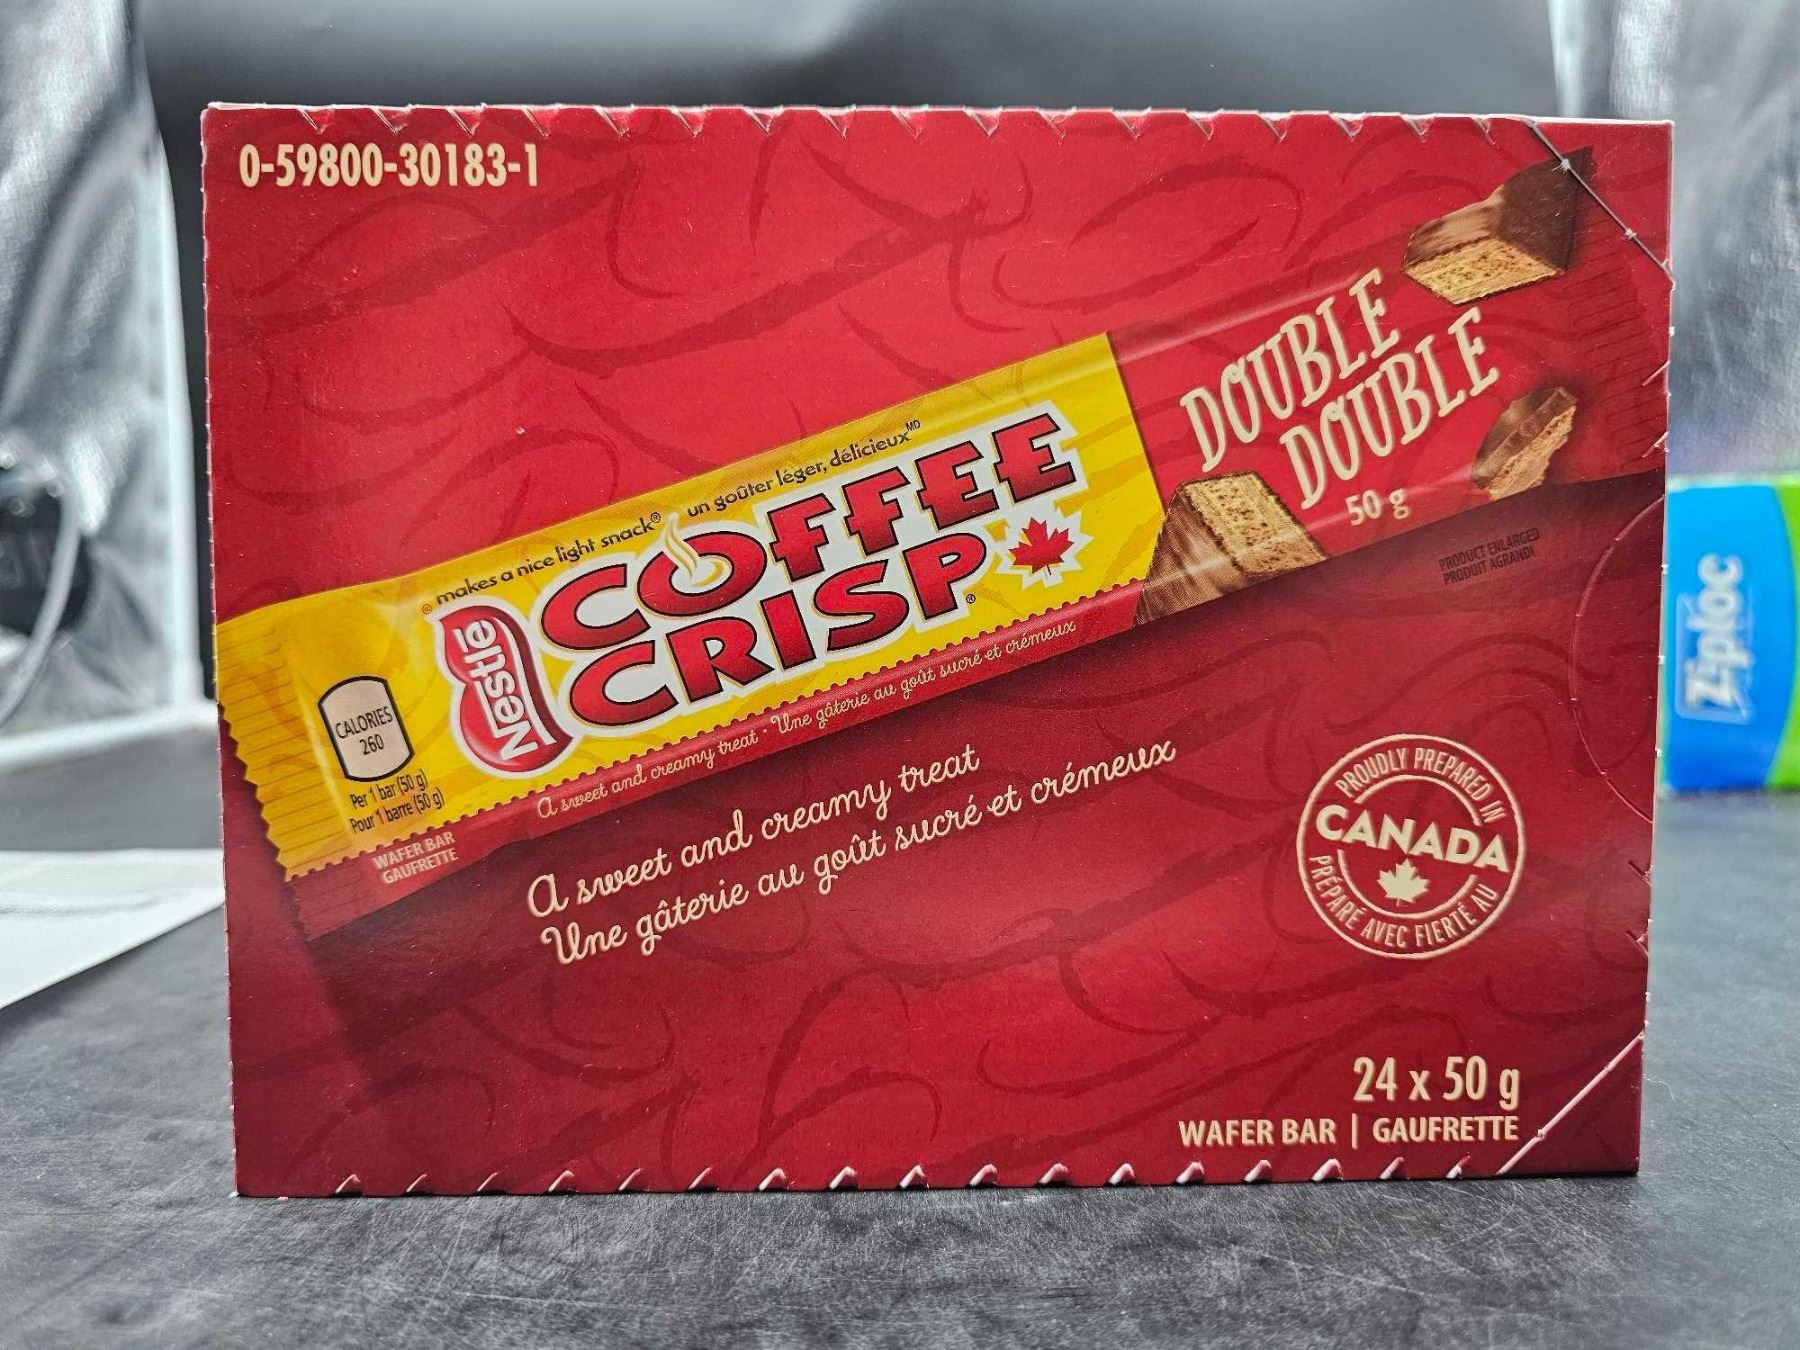 0-59800-30183-1
DOUBLE
DOUBLE
50 g
® makes a nice light snack® un goûter léger, délicieux MD
Nestlé
COFFEE
CRISP®
CALORIES
260
Per 1 bar (50 g)
Pour 1 barre (50 g)
WAFER BAR
GAUFRETTE
A sweet and creamy treat • Une gâterie au goût sucré et crémeux
PRODUCT ENLARGED
PRODUIT AGRANDI
A sweet and creamy treat
Une gâterie au goût sucré et crémeux
PROUDLY PREPARED IN
CANADA
PRÉPARÉ AVEC FIERTÉ AU
24 x 50 g
WAFER BAR | GAUFRETTE
Ziploc